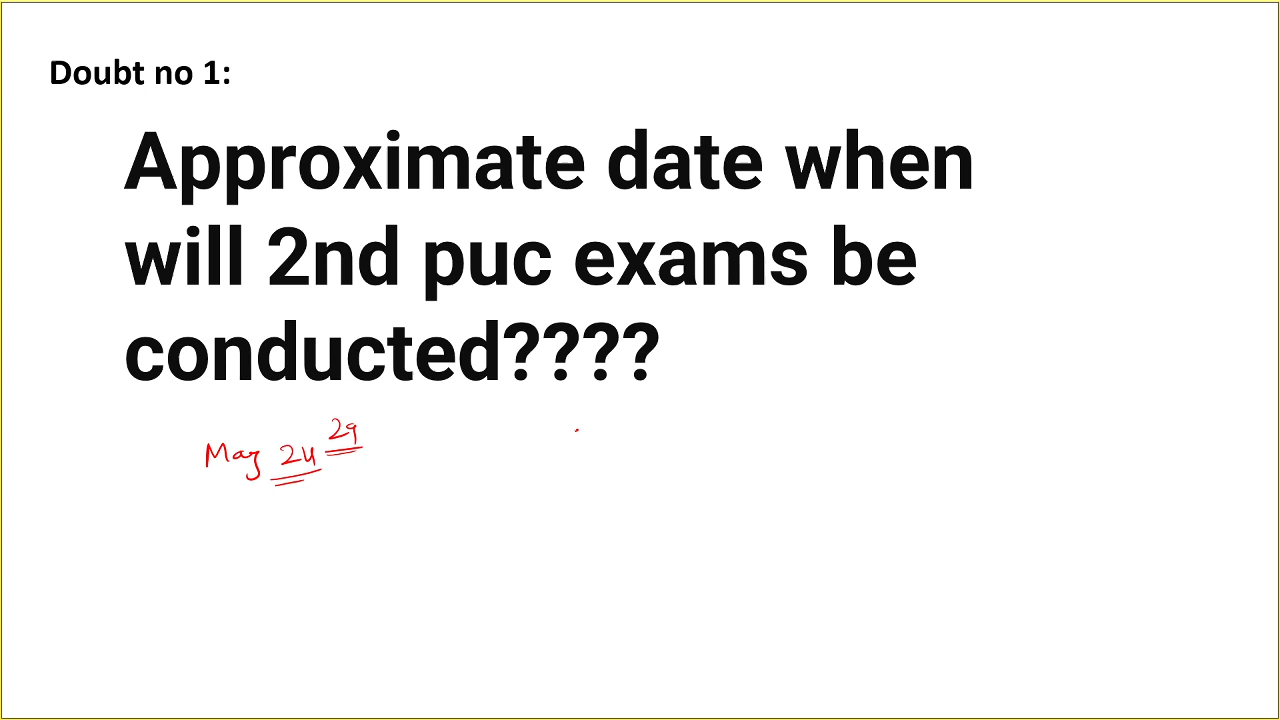 Doubt no 1:
Approximate date when
will 2nd puc exams be
conducted????
May 24 29